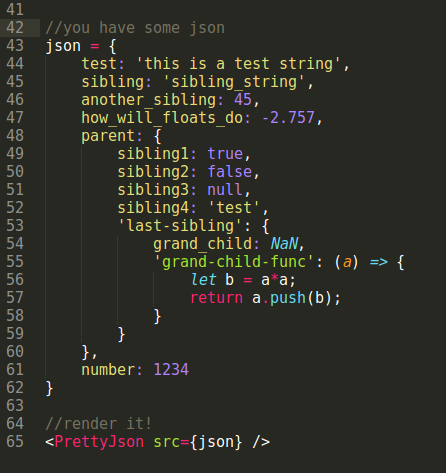 41
42 //you have some json
43 json = {
44     test: 'this is a test string',
45     sibling: 'sibling_string',
46     another_sibling: 45,
47     how_will_floats_do: -2.757,
48     parent: {
49         sibling1: true,
50         sibling2: false,
51         sibling3: null,
52         sibling4: 'test',
53         'last-sibling': {
54             grand_child: NaN,
55             'grand-child-func': (a) => {
56                 let b = a*a;
57                 return a.push(b);
58             }
59         }
60     },
61     number: 1234
62 }
63
64 //render it!
65 <PrettyJson src={json} />